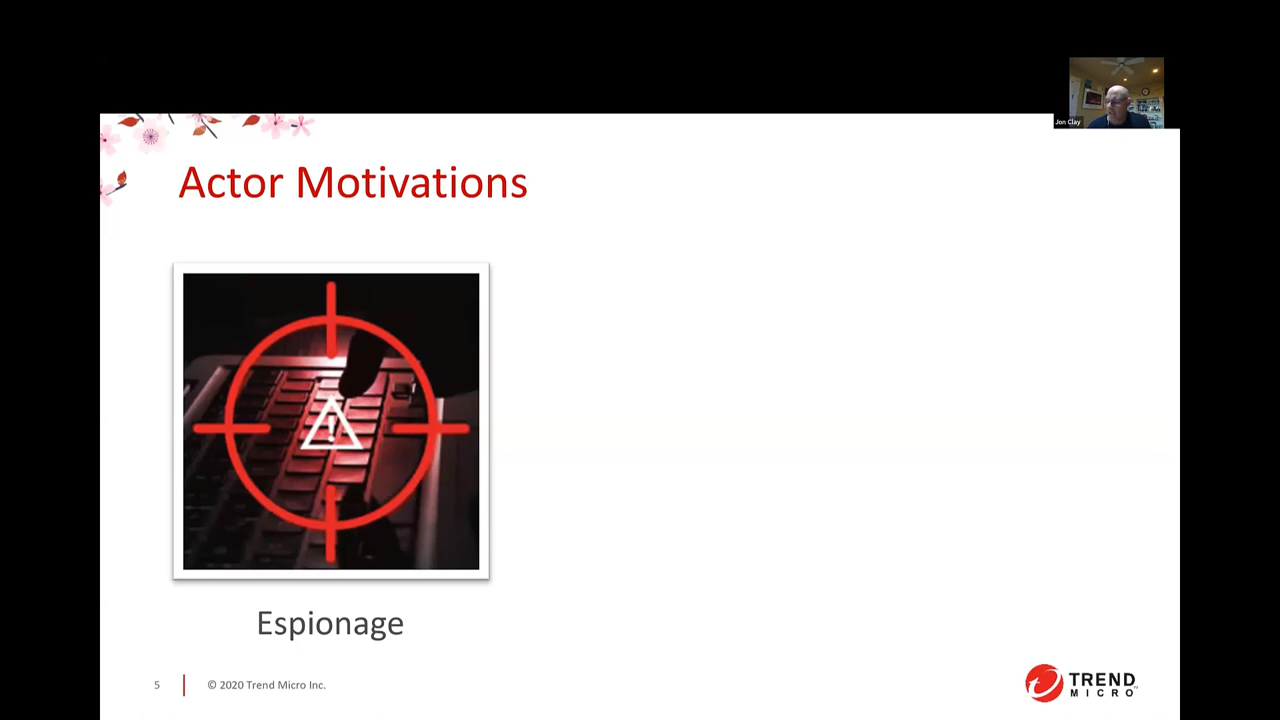 Jon Clay
Actor Motivations
Espionage
5
© 2020 Trend Micro Inc.
TREND
MICRO